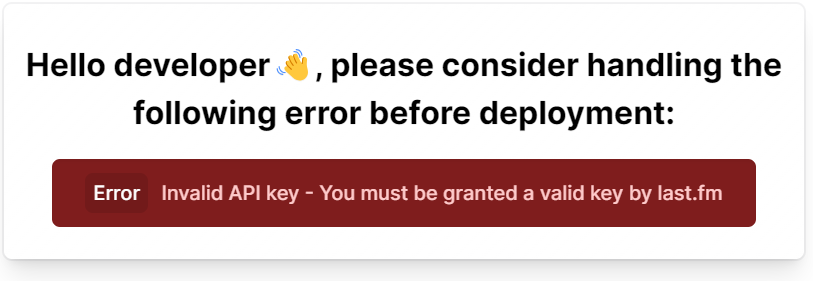 Hello developer 👋, please consider handling the
following error before deployment:
Error Invalid API key - You must be granted a valid key by last.fm